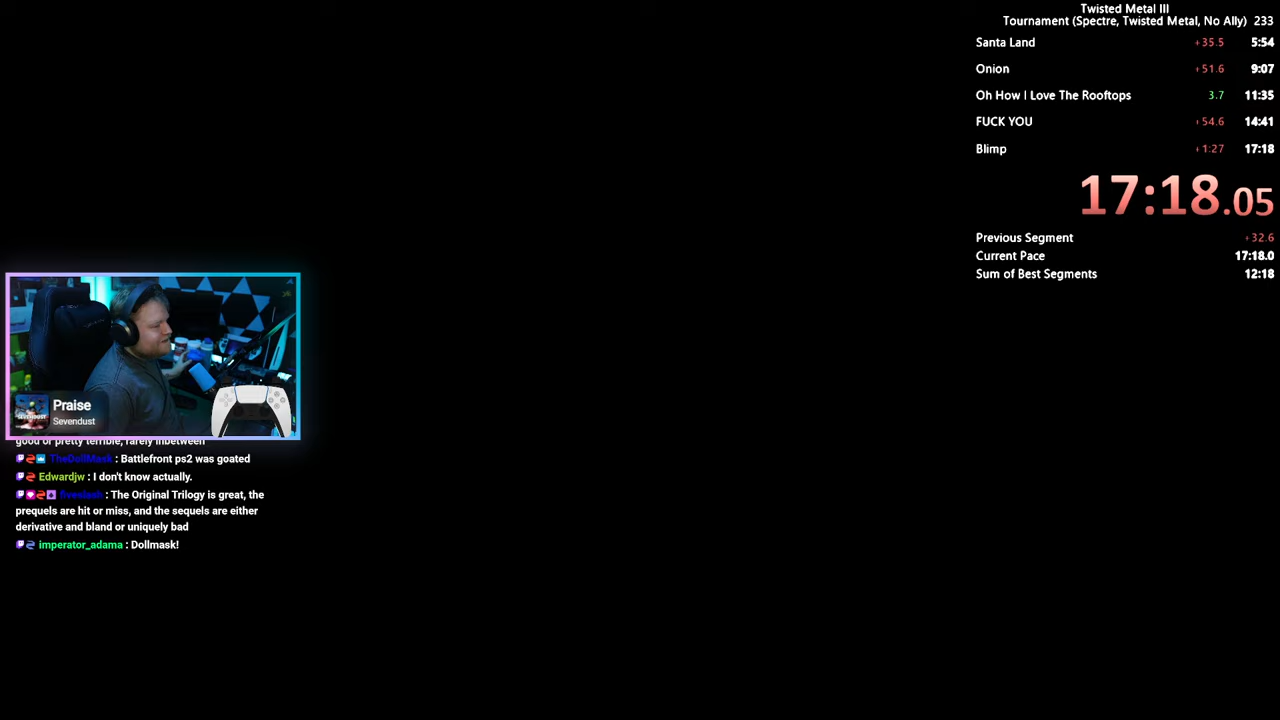 Twisted Metal III
Tournament (Spectre, Twisted Metal, No Ally) 233
Santa Land +35.5 5:54
Onion +51.6 9:07
Oh How I Love The Rooftops 3.7 11:35
FUCK YOU +54.6 14:41
Blimp +1:27 17:18
17:18.05
Previous Segment +32.6
Current Pace 17:18.0
Sum of Best Segments 12:18
SEVENDUST
Praise
Sevendust
good or pretty terrible, rarely inbetween
TheDollMask : Battlefront ps2 was goated
Edwardjw : I don't know actually.
fiveslash : The Original Trilogy is great, the
prequels are hit or miss, and the sequels are either
derivative and bland or uniquely bad
imperator_adama : Dollmask!